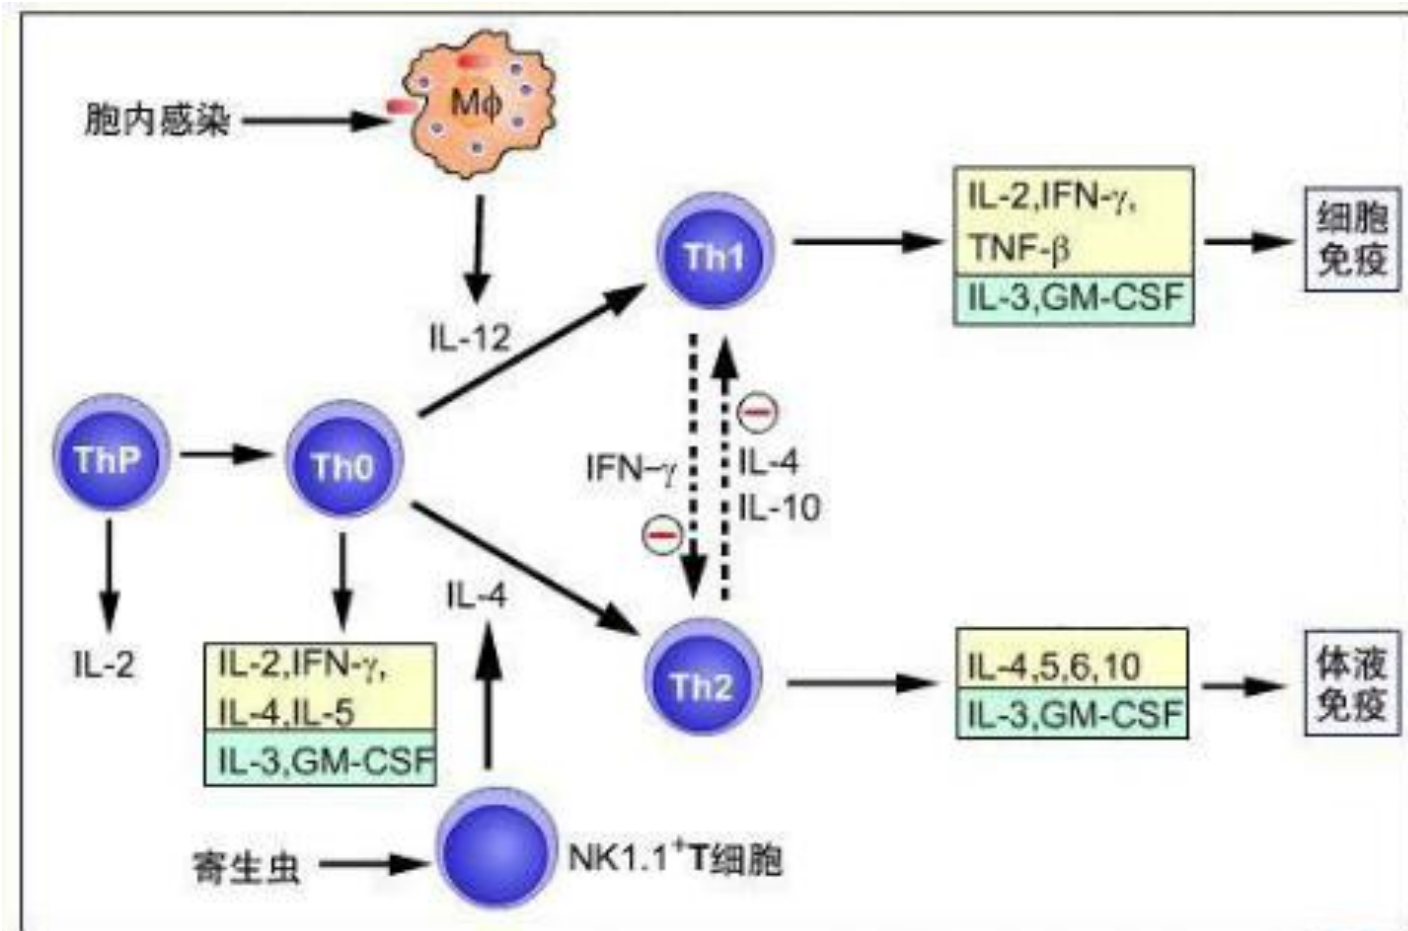 Mϕ
胞内感染
IL-12
Th1
IL-2,IFN-γ,
TNF-β
IL-3,GM-CSF
细胞
免疫
ThP
Th0
IFN-γ
IL-4
IL-10
IL-2
IL-2,IFN-γ,
IL-4,IL-5
IL-3,GM-CSF
IL-4
Th2
IL-4,5,6,10
IL-3,GM-CSF
体液
免疫
寄生虫
NK1.1⁺T细胞